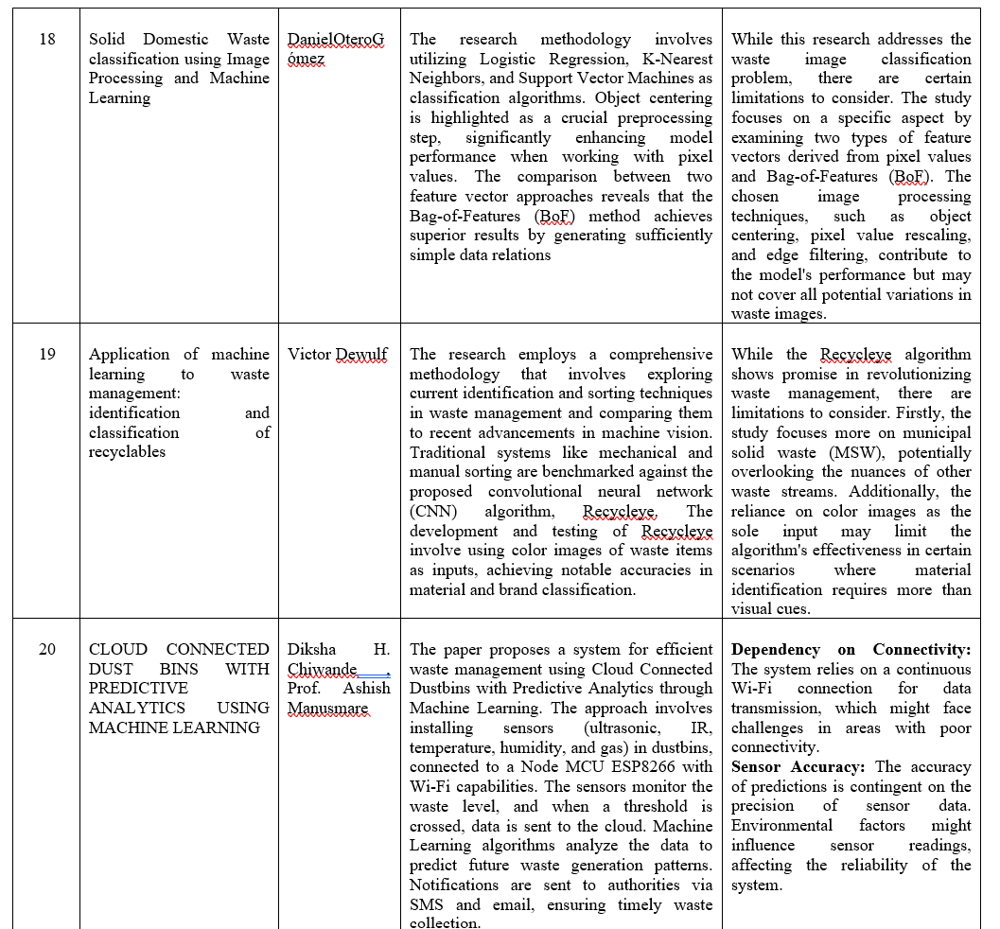 18
Solid Domestic Waste
classification using Image
Processing and Machine
Learning
DanielOteroG
ómez
The research methodology involves
utilizing Logistic Regression, K-Nearest
Neighbors, and Support Vector Machines as
classification algorithms. Object centering
is highlighted as a crucial preprocessing
step, significantly enhancing model
performance when working with pixel
values. The comparison between two
feature vector approaches reveals that the
Bag-of-Features (BoF) method achieves
superior results by generating sufficiently
simple data relations
While this research addresses the
waste image classification
problem, there are certain
limitations to consider. The study
focuses on a specific aspect by
examining two types of feature
vectors derived from pixel values
and Bag-of-Features (BoF). The
chosen image processing
techniques, such as object
centering, pixel value rescaling,
and edge filtering, contribute to
the model's performance but may
not cover all potential variations in
waste images.
19
Application of machine
learning to waste
management:
identification and
classification of
recyclables
Victor Dewulf
The research employs a comprehensive
methodology that involves exploring
current identification and sorting techniques
in waste management and comparing them
to recent advancements in machine vision.
Traditional systems like mechanical and
manual sorting are benchmarked against the
proposed convolutional neural network
(CNN) algorithm, Recycleye. The
development and testing of Recycleye
involve using color images of waste items
as inputs, achieving notable accuracies in
material and brand classification.
While the Recycleye algorithm
shows promise in revolutionizing
waste management, there are
limitations to consider. Firstly, the
study focuses more on municipal
solid waste (MSW), potentially
overlooking the nuances of other
waste streams. Additionally, the
reliance on color images as the
sole input may limit the
algorithm's effectiveness in certain
scenarios where material
identification requires more than
visual cues.
20
CLOUD CONNECTED
DUST BINS WITH
PREDICTIVE
ANALYTICS USING
MACHINE LEARNING
Diksha H.
Chiwande ,
Prof. Ashish
Manusmare
The paper proposes a system for efficient
waste management using Cloud Connected
Dustbins with Predictive Analytics through
Machine Learning. The approach involves
installing sensors (ultrasonic, IR,
temperature, humidity, and gas) in dustbins,
connected to a Node MCU ESP8266 with
Wi-Fi capabilities. The sensors monitor the
waste level, and when a threshold is
crossed, data is sent to the cloud. Machine
Learning algorithms analyze the data to
predict future waste generation patterns.
Notifications are sent to authorities via
SMS and email, ensuring timely waste
collection.
Dependency on Connectivity:
The system relies on a continuous
Wi-Fi connection for data
transmission, which might face
challenges in areas with poor
connectivity.
Sensor Accuracy: The accuracy
of predictions is contingent on the
precision of sensor data.
Environmental factors might
influence sensor readings,
affecting the reliability of the
system.